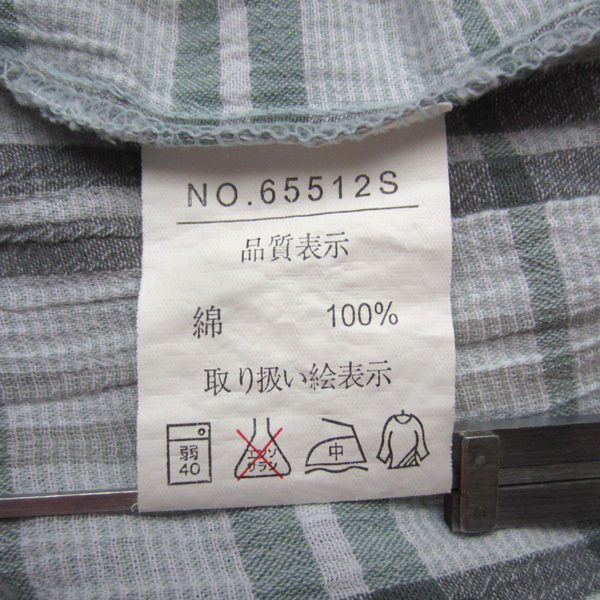 NO.65512S
品質表示
綿 100%
取り扱い絵表示
弱
40
エンソ
サラシ
中